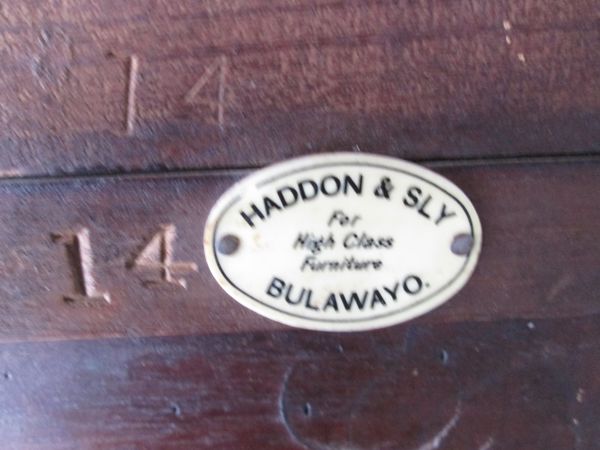 14
14
HADDON & SLY
For
High Class
Furniture
BULAWAYO.